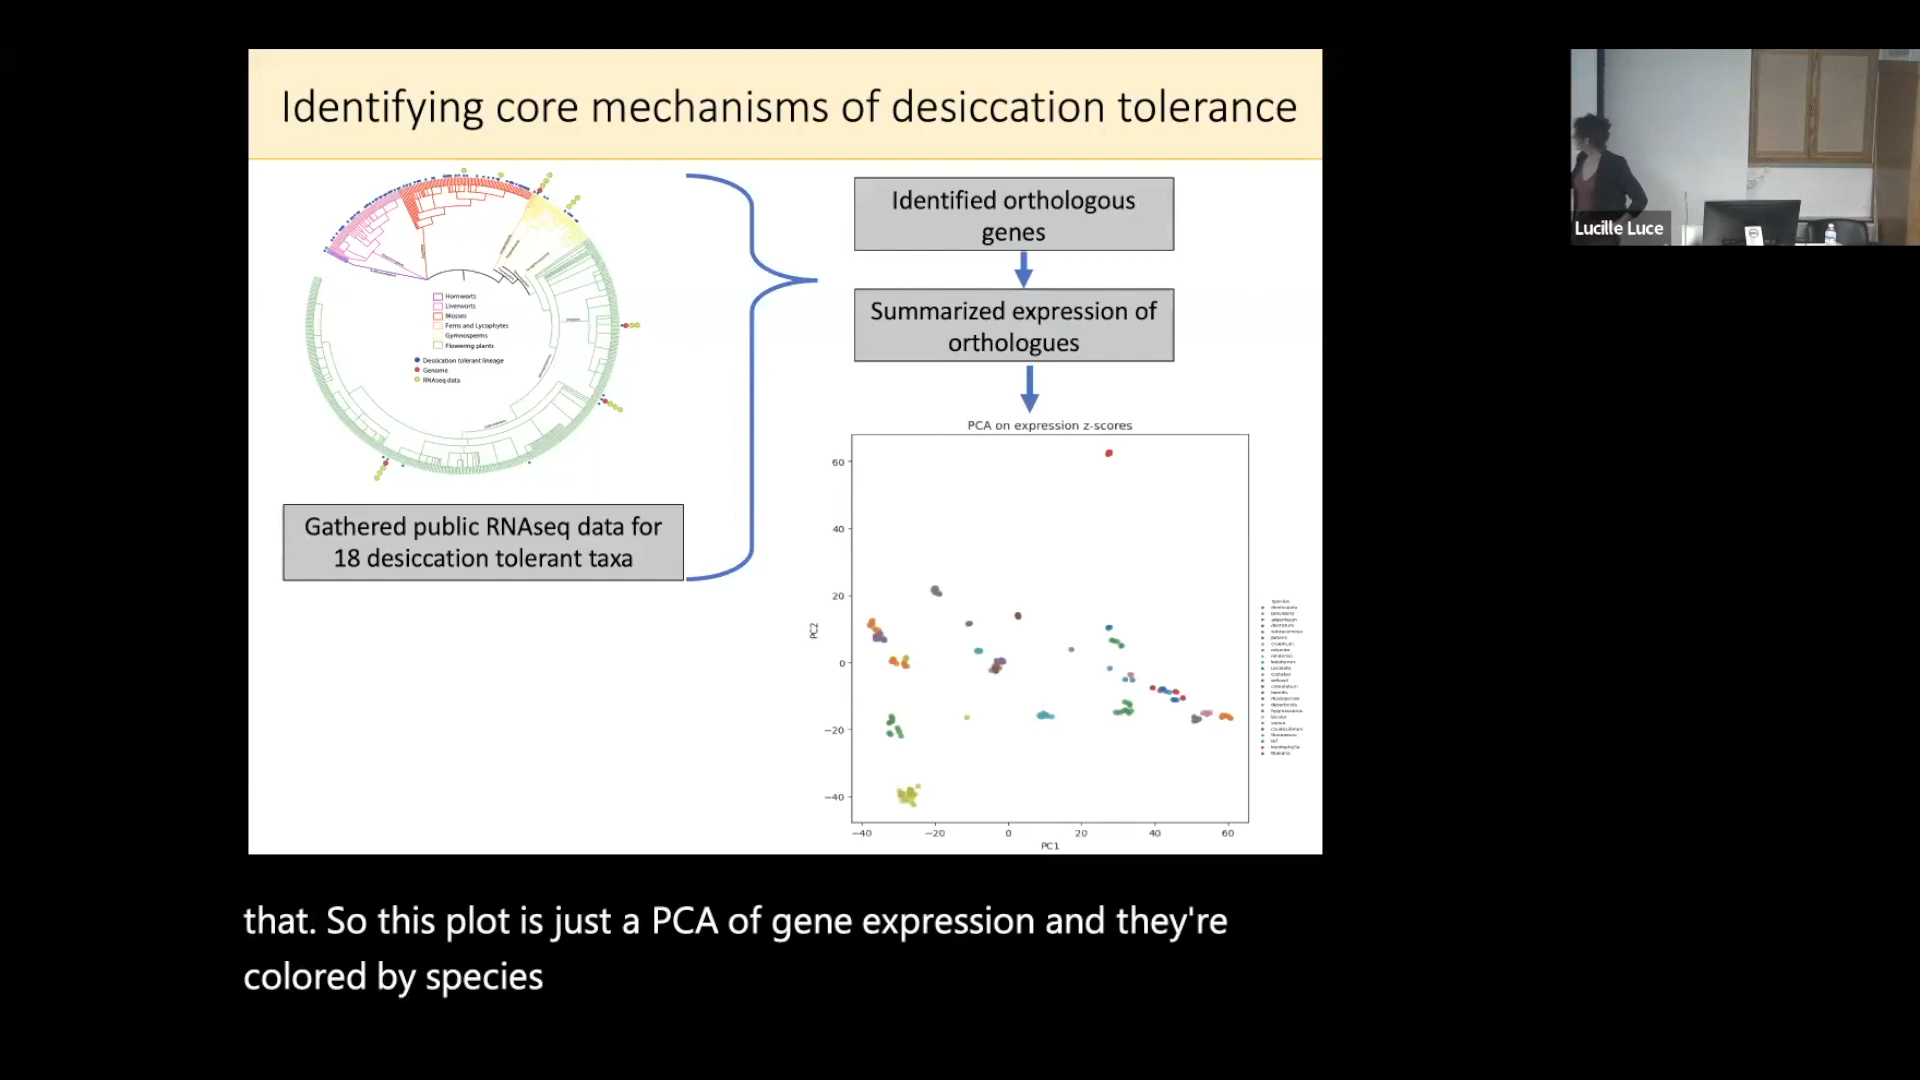 Identifying core mechanisms of desiccation tolerance
Hornworts
Liverworts
Mosses
Ferns and Lycophytes
Gymnosperms
Flowering plants
Dessication tolerant lineage
Genome
RNAseq data
Gathered public RNAseq data for
18 desiccation tolerant taxa
Identified orthologous
genes
Summarized expression of
orthologues
PCA on expression z-scores
60
40
20
0
−20
−40
PC2
−40
−20
0
20
40
60
PC1
species
Lucille Luce
that. So this plot is just a PCA of gene expression and they're
colored by species